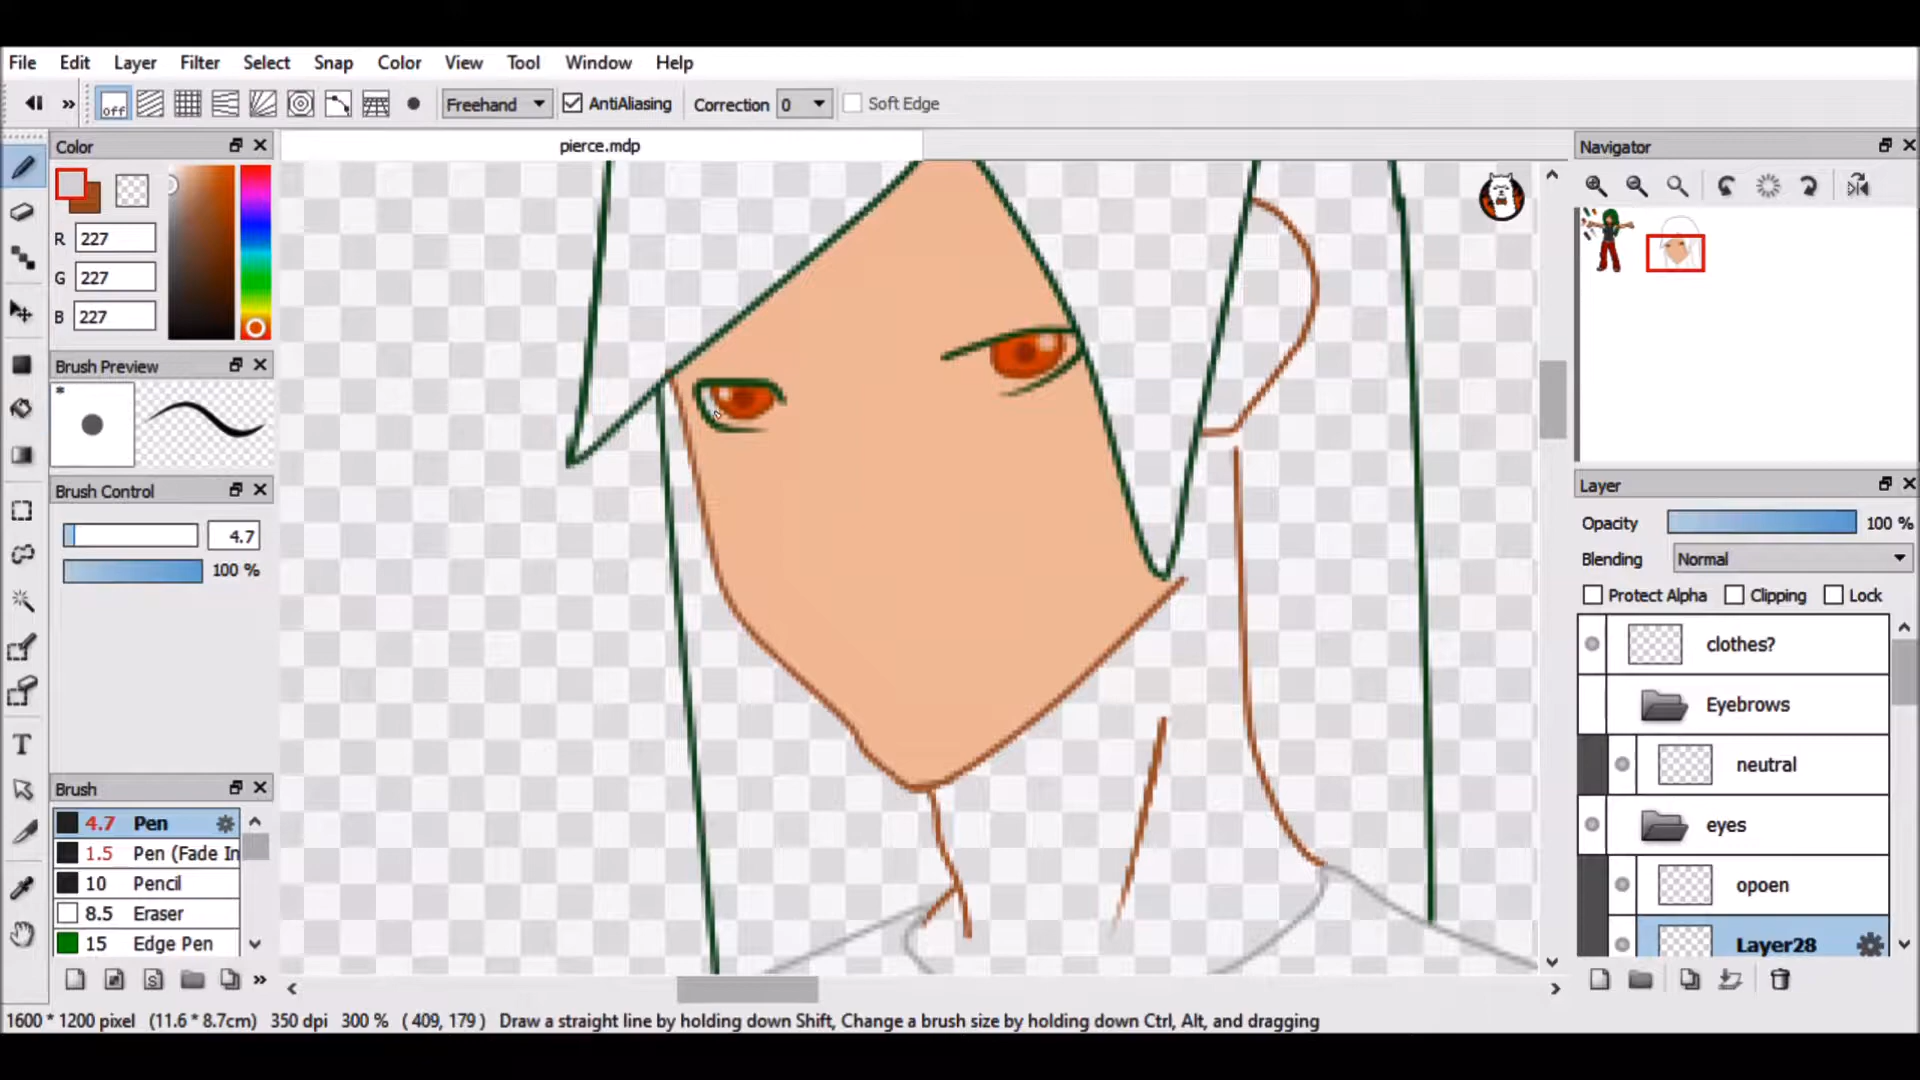 File Edit Layer Filter Select Snap Color View Tool Window Help
off Freehand AntiAliasing Correction 0 Soft Edge
Color
R 227
G 227
B 227
Brush Preview
*
Brush Control
4.7
100 %
Brush
4.7 Pen
1.5 Pen (Fade In
10 Pencil
8.5 Eraser
15 Edge Pen
T
pierce.mdp
Navigator
Layer
Opacity 100 %
Blending Normal
Protect Alpha Clipping Lock
clothes?
Eyebrows
neutral
eyes
opoen
Layer28
1600 * 1200 pixel (11.6 * 8.7cm) 350 dpi 300 % ( 409, 179 ) Draw a straight line by holding down Shift, Change a brush size by holding down Ctrl, Alt, and dragging